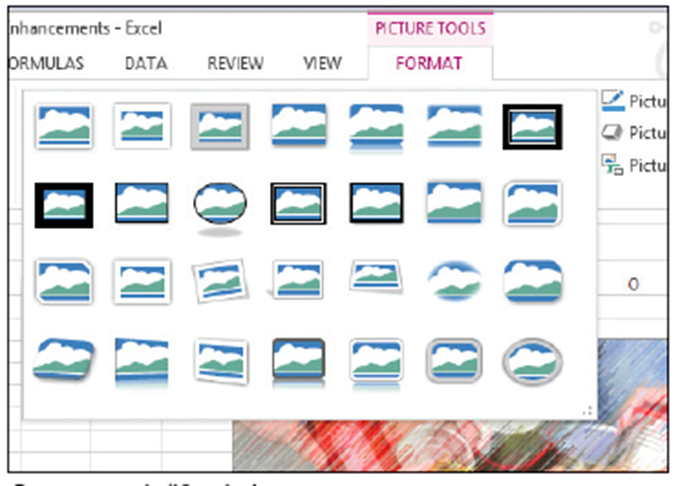 nhancements - Excel
PICTURE TOOLS
ORMULAS DATA REVIEW VIEW FORMAT
Pictu
Pictu
Pictu
0